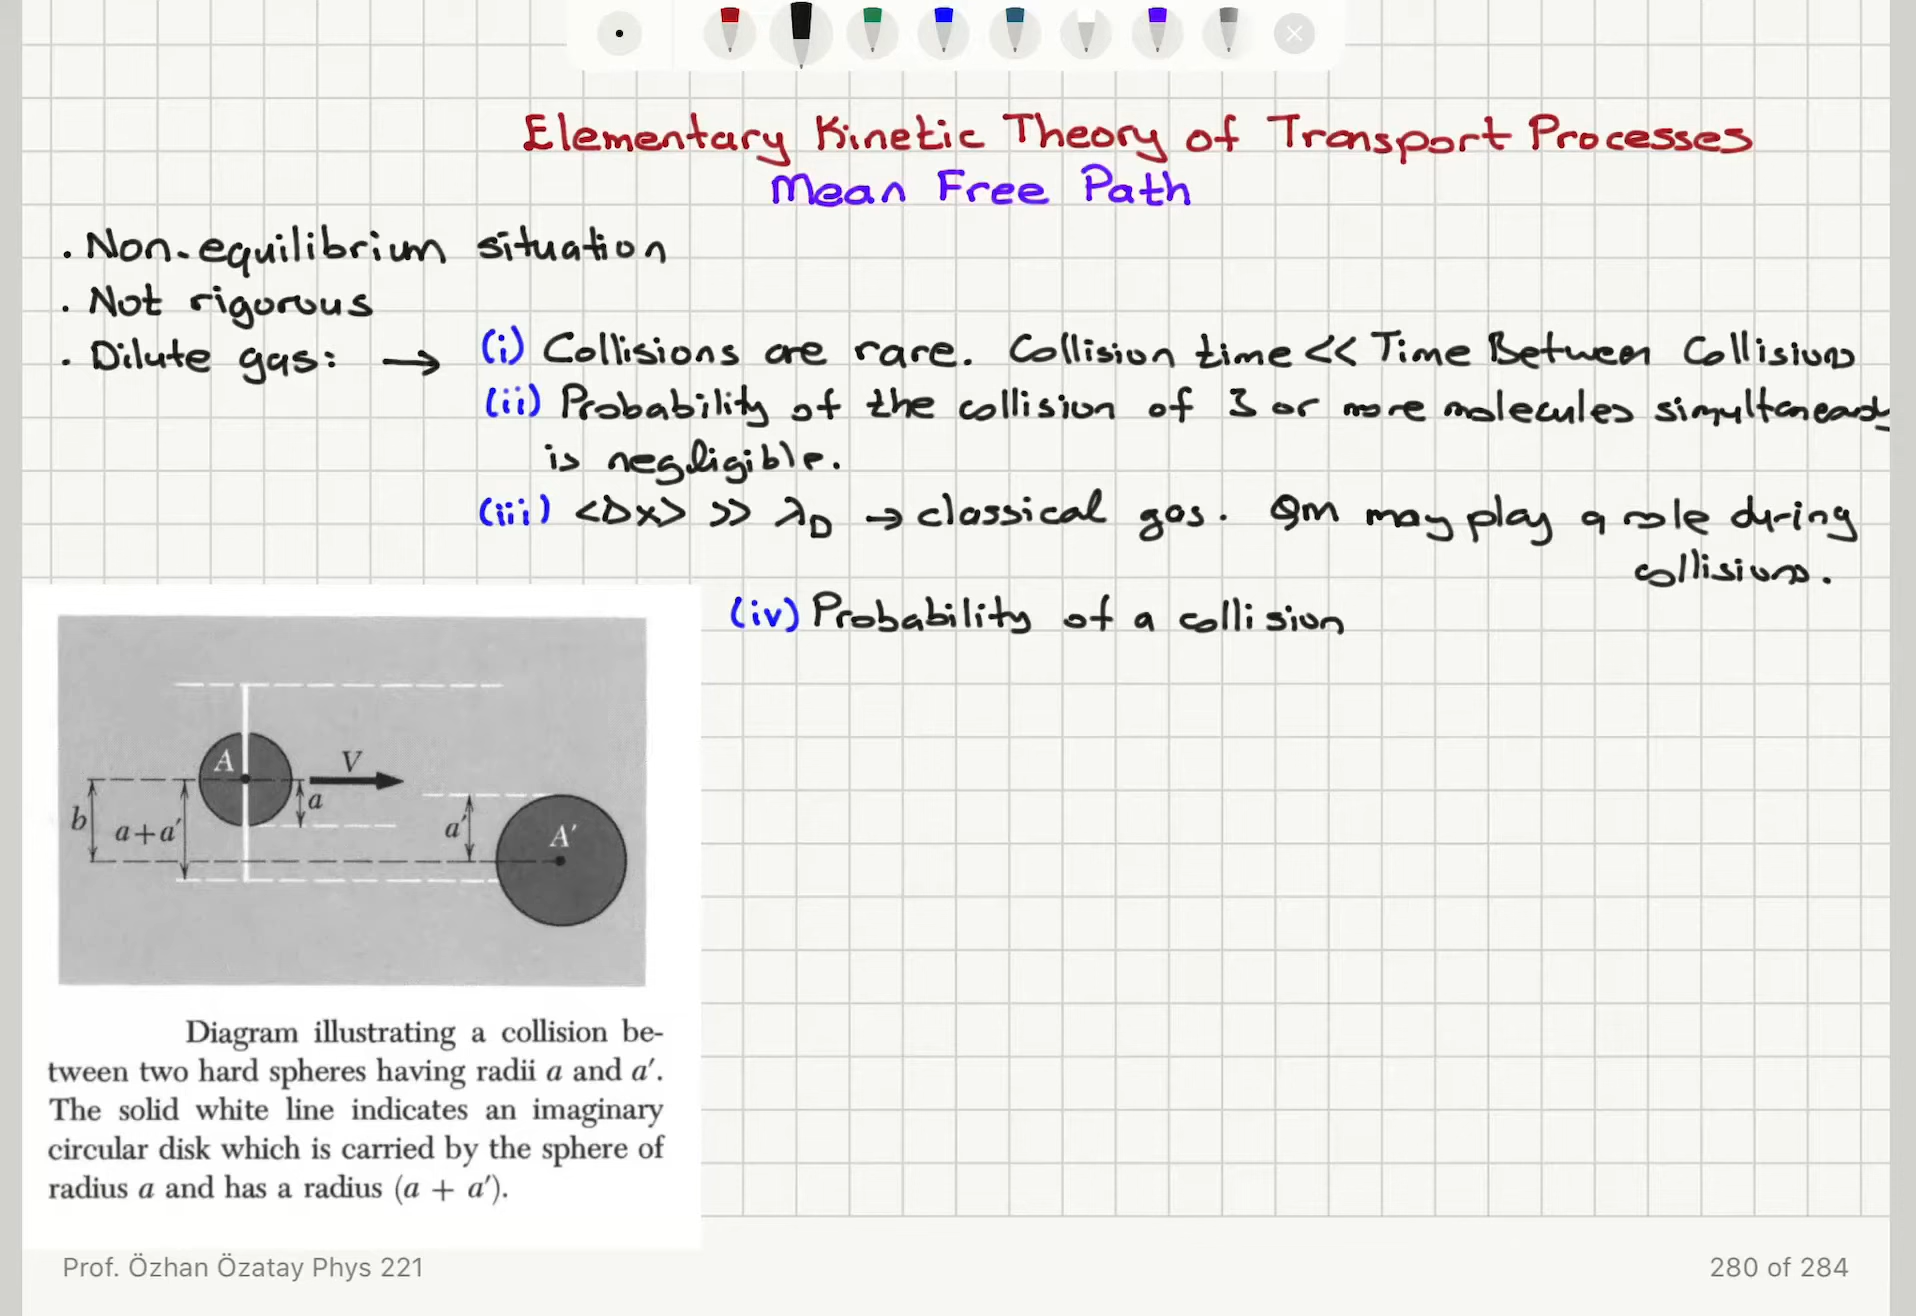 Elementary Kinetic Theory of Transport Processes
Mean Free Path
. Non-equilibrium situation
. Not rigorous
. Dilute gas: → (i) Collisions are rare. Collision time << Time Between Collisions
(ii) Probability of the collision of 3 or more molecules simultaneously
is negligible.
(iii) <Δx> >> λD → classical gas. QM may play a role during
collisions.
(iv) Probability of a collision
A
V
a
b
a+a′
a′
A′
Diagram illustrating a collision be-
tween two hard spheres having radii a and a′.
The solid white line indicates an imaginary
circular disk which is carried by the sphere of
radius a and has a radius (a + a′).
Prof. Özhan Özatay Phys 221
280 of 284